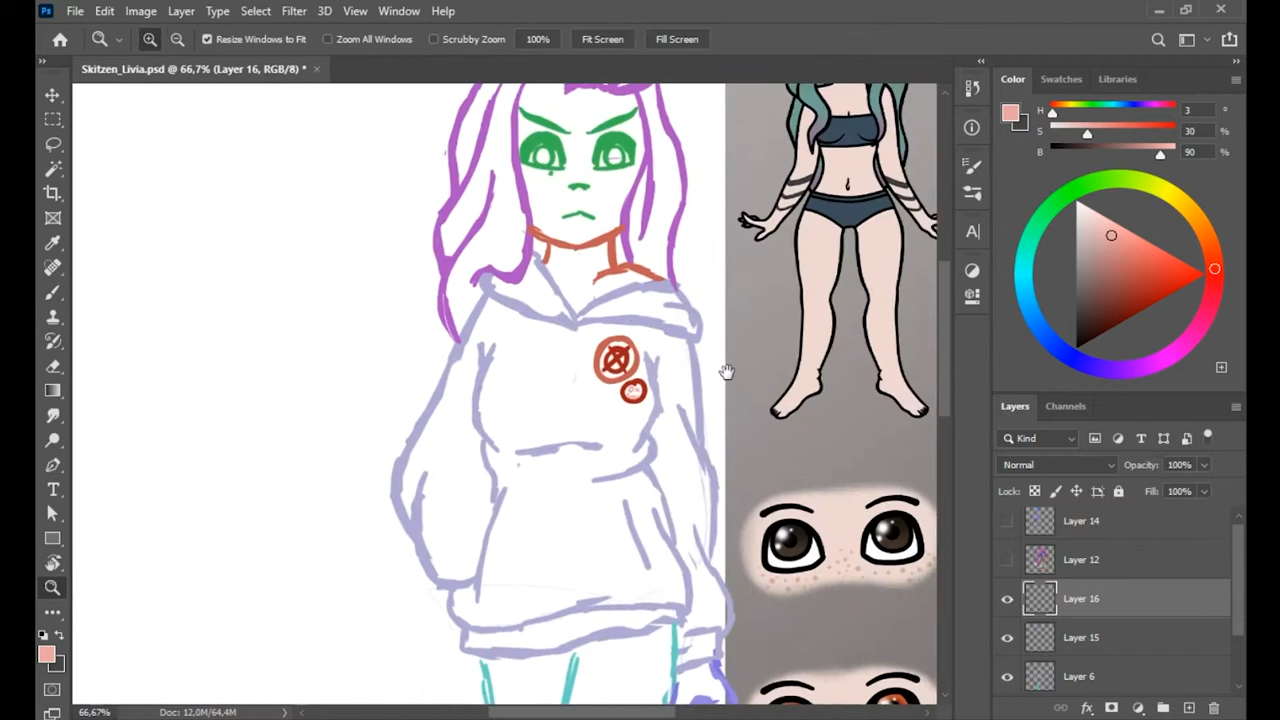 Ps File Edit Image Layer Type Select Filter 3D View Window Help
Resize Windows to Fit Zoom All Windows Scrubby Zoom 100% Fit Screen Fill Screen
Skitzen_Livia.psd @ 66,7% (Layer 16, RGB/8) *
Color Swatches Libraries
H 3 °
S 30 %
B 90 %
Layers Channels
Kind
Normal Opacity: 100%
Lock: Fill: 100%
Layer 14
Layer 12
Layer 16
Layer 15
Layer 6
66,67% Doc: 12,0M/64,4M